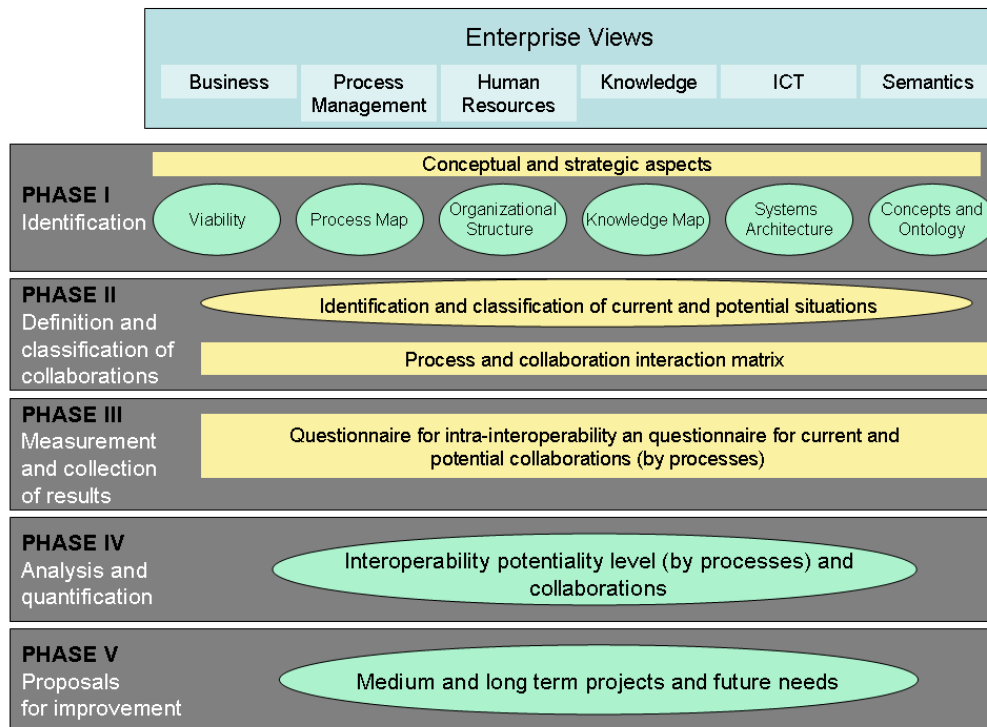 Enterprise Views
Business
Process
Management
Human
Resources
Knowledge
ICT
Semantics
PHASE I
Identification
Conceptual and strategic aspects
Viability
Process Map
Organizational
Structure
Knowledge Map
Systems
Architecture
Concepts and
Ontology
PHASE II
Definition and
classification of
collaborations
Identification and classification of current and potential situations
Process and collaboration interaction matrix
PHASE III
Measurement
and collection
of results
Questionnaire for intra-interoperability an questionnaire for current and
potential collaborations (by processes)
PHASE IV
Analysis and
quantification
Interoperability potentiality level (by processes) and
collaborations
PHASE V
Proposals
for improvement
Medium and long term projects and future needs